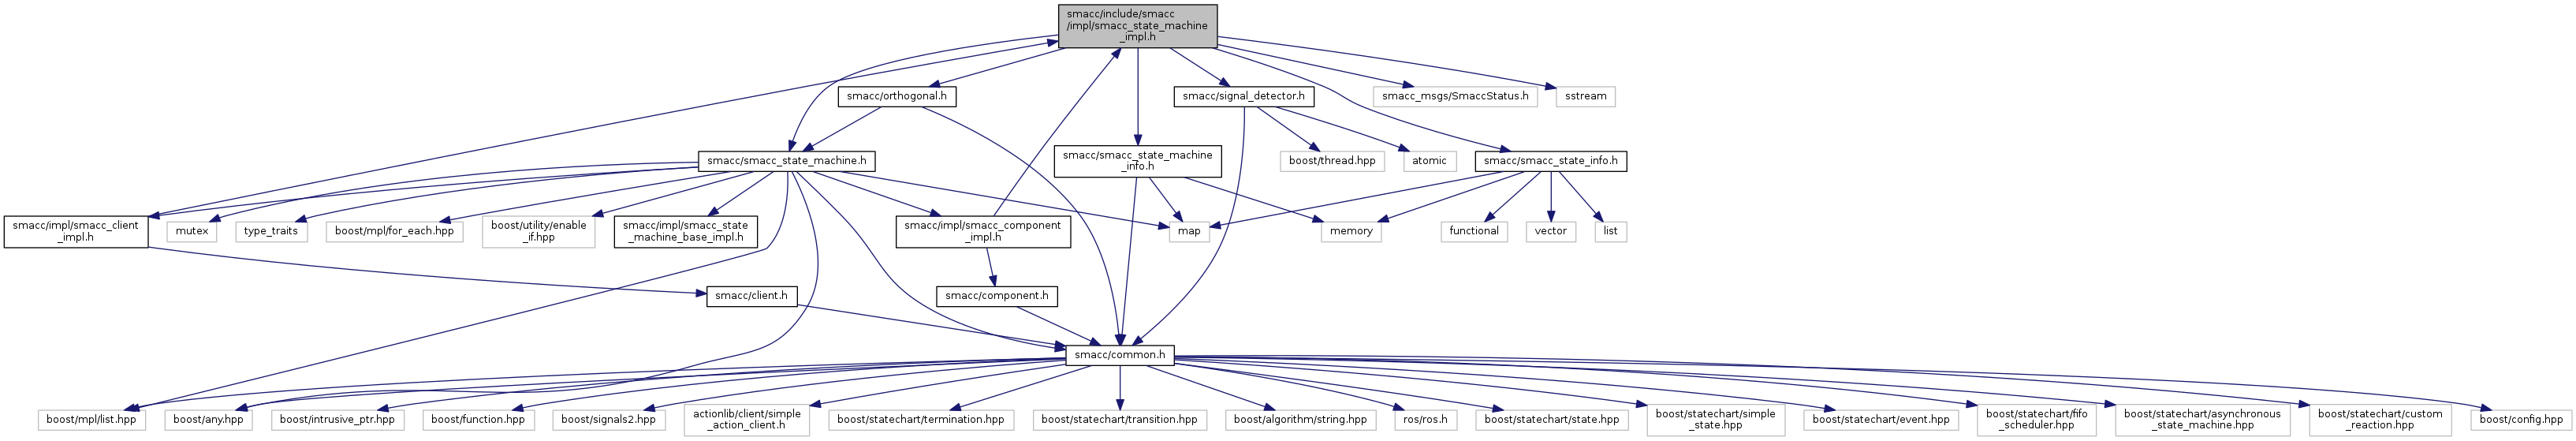 smacc/include/smacc
/impl/smacc_state_machine
_impl.h
smacc/orthogonal.h
smacc/signal_detector.h
smacc_msgs/SmaccStatus.h
sstream
smacc/smacc_state_machine.h
smacc/smacc_state_machine
_info.h
boost/thread.hpp
atomic
smacc/smacc_state_info.h
smacc/impl/smacc_client
_impl.h
mutex
type_traits
boost/mpl/for_each.hpp
boost/utility/enable
_if.hpp
smacc/impl/smacc_state
_machine_base_impl.h
smacc/impl/smacc_component
_impl.h
map
memory
functional
vector
list
smacc/client.h
smacc/component.h
smacc/common.h
boost/mpl/list.hpp
boost/any.hpp
boost/intrusive_ptr.hpp
boost/function.hpp
boost/signals2.hpp
actionlib/client/simple
_action_client.h
boost/statechart/termination.hpp
boost/statechart/transition.hpp
boost/algorithm/string.hpp
ros/ros.h
boost/statechart/state.hpp
boost/statechart/simple
_state.hpp
boost/statechart/event.hpp
boost/statechart/fifo
_scheduler.hpp
boost/statechart/asynchronous
_state_machine.hpp
boost/statechart/custom
_reaction.hpp
boost/config.hpp